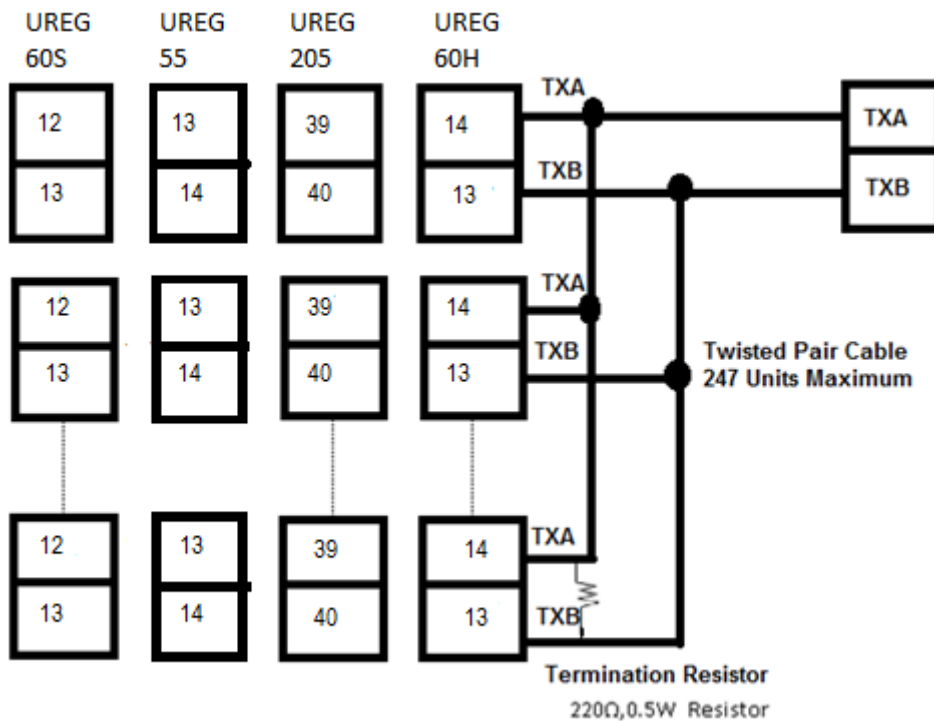 UREG 60S
UREG 55
UREG 205
UREG 60H
TXA
12
13
39
14
TXA
TXB
13
14
40
13
TXB
TXA
12
13
39
14
TXB
13
14
40
13
Twisted Pair Cable
247 Units Maximum
12
13
39
14
TXA
13
14
40
13
TXB
Termination Resistor
220Ω,0.5W Resistor